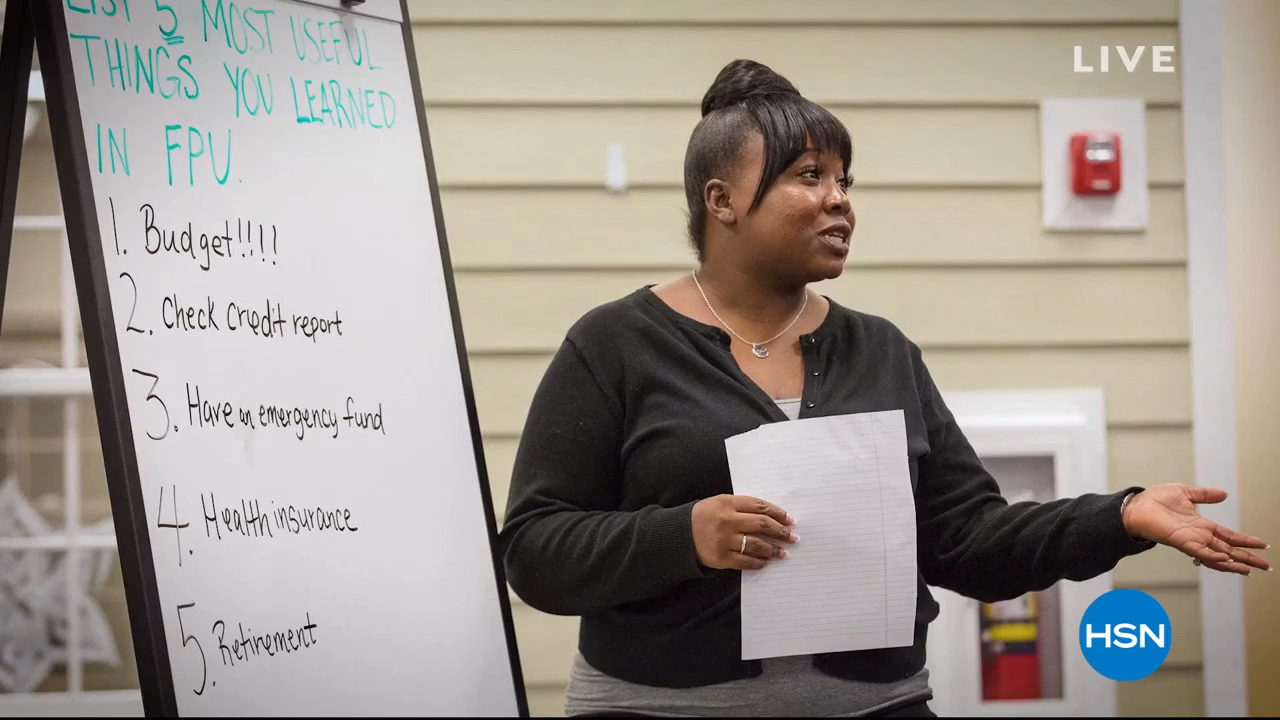 LIST 5 MOST USEFUL
THINGS YOU LEARNED
IN FPU.
1. Budget!!!!
2. Check credit report
3. Have an emergency fund
4. Health insurance
5. Retirement
LIVE
HSN